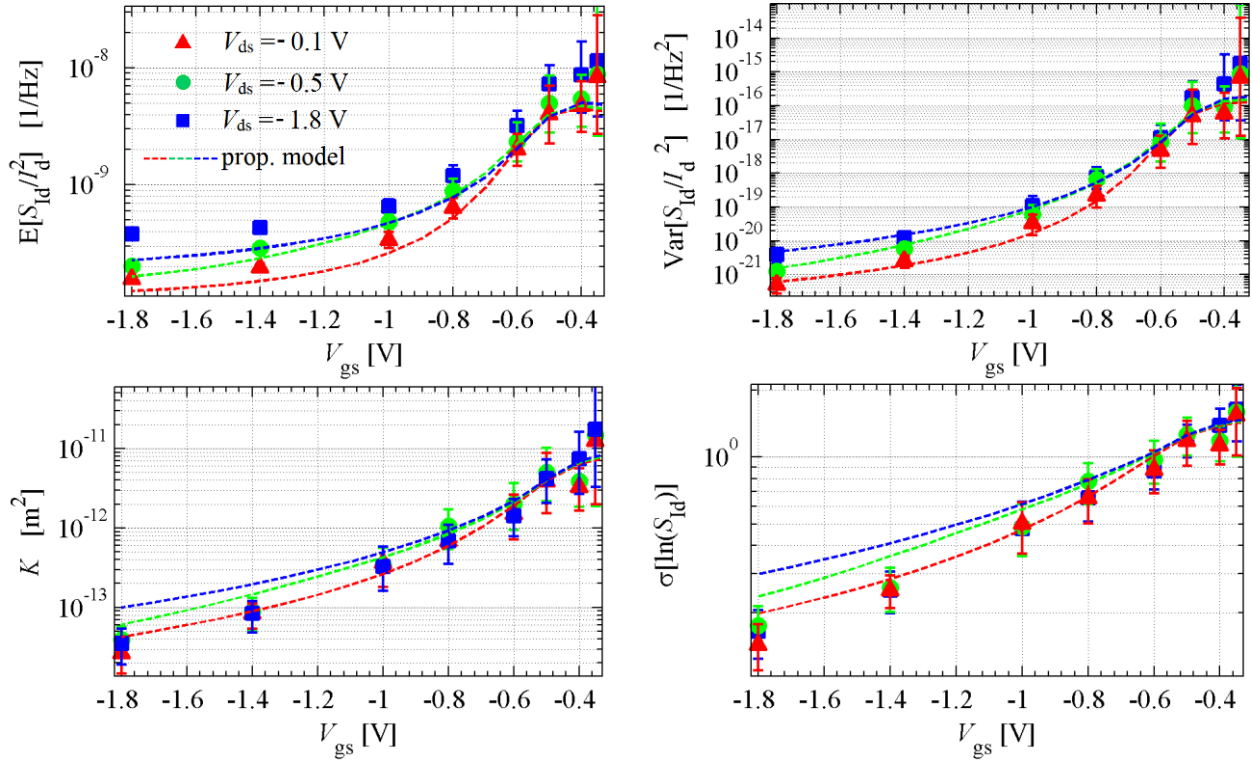 E[S_Id/I_d^2] [1/Hz]
10^-8
10^-9
V_ds = - 0.1 V
V_ds = - 0.5 V
V_ds = - 1.8 V
prop. model
-1.8 -1.6 -1.4 -1.2 -1 -0.8 -0.6 -0.4
V_gs [V]
Var[S_Id/I_d^2] [1/Hz^2]
10^-14
10^-15
10^-16
10^-17
10^-18
10^-19
10^-20
10^-21
-1.8 -1.6 -1.4 -1.2 -1 -0.8 -0.6 -0.4
V_gs [V]
K [m^2]
10^-11
10^-12
10^-13
-1.8 -1.6 -1.4 -1.2 -1 -0.8 -0.6 -0.4
V_gs [V]
σ[ln(S_Id)]
10^0
-1.8 -1.6 -1.4 -1.2 -1 -0.8 -0.6 -0.4
V_gs [V]